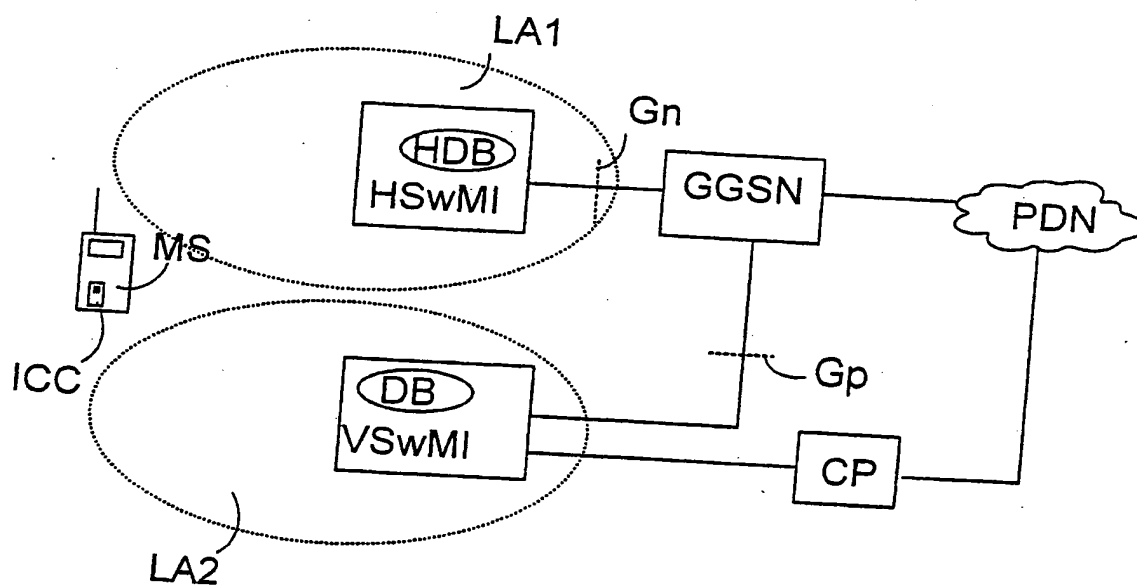 LA1
Gn
HDB
HSwMI
GGSN
PDN
MS
ICC
Gp
DB
VSwMI
CP
LA2